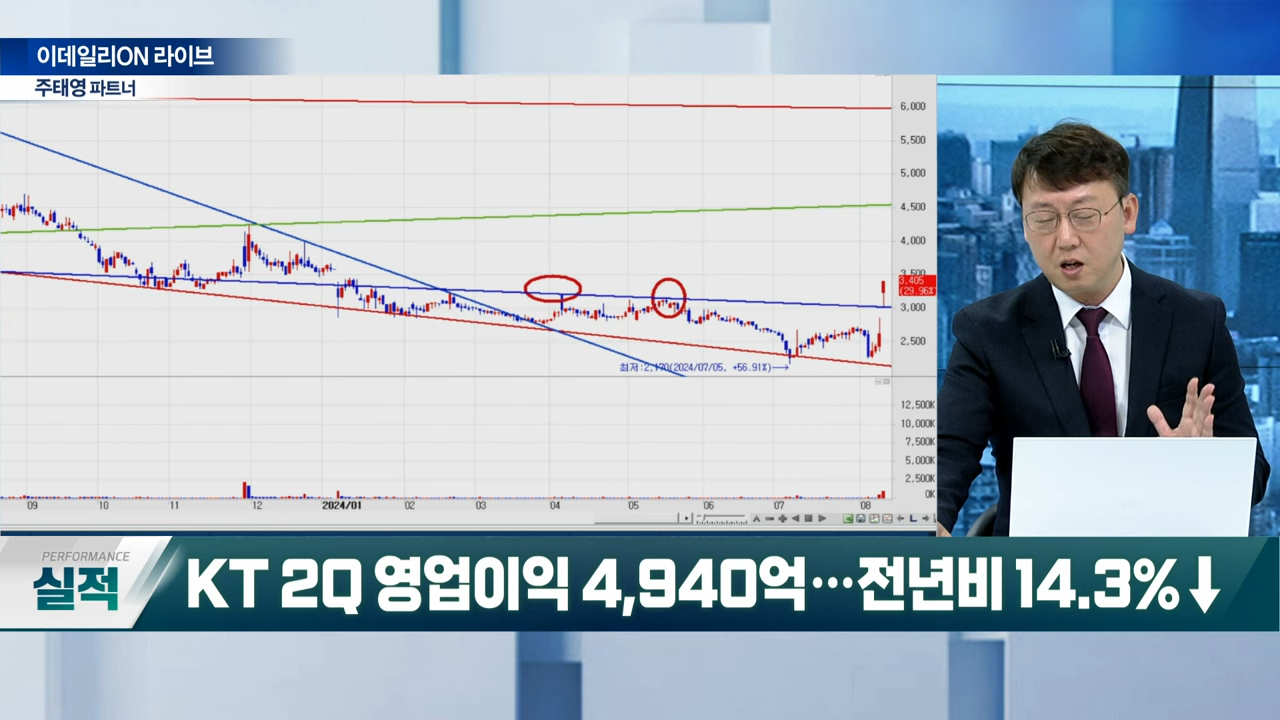 이데일리ON 라이브
주태영 파트너
6,000
5,500
5,000
4,500
4,000
3,500
3,405
(29.96%)
3,000
2,500
최저:2,170(2024/07/05, +56.91%)→
12,500K
10,000K
7,500K
5,000K
2,500K
0K
09 10 11 12 2024/01 02 03 04 05 06 07 08
PERFORMANCE
실적
KT 2Q 영업이익 4,940억…전년비 14.3%↓